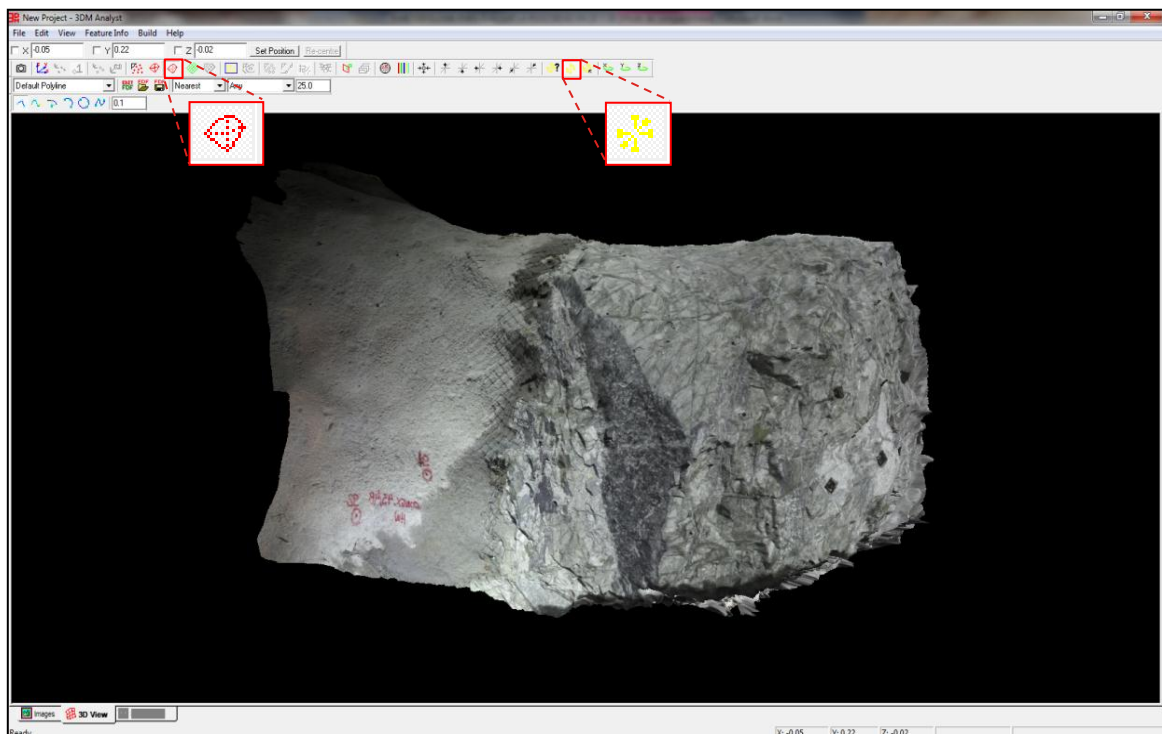 New Project - 3DM Analyst
File Edit View Feature Info Build Help
X -0.05 Y 0.22 Z -0.02 Set Position Re-centre
Default Polyline Nearest Any 25.0
0.1
SP
Images 3D View
Ready X: -0.05 Y: 0.22 Z: -0.02